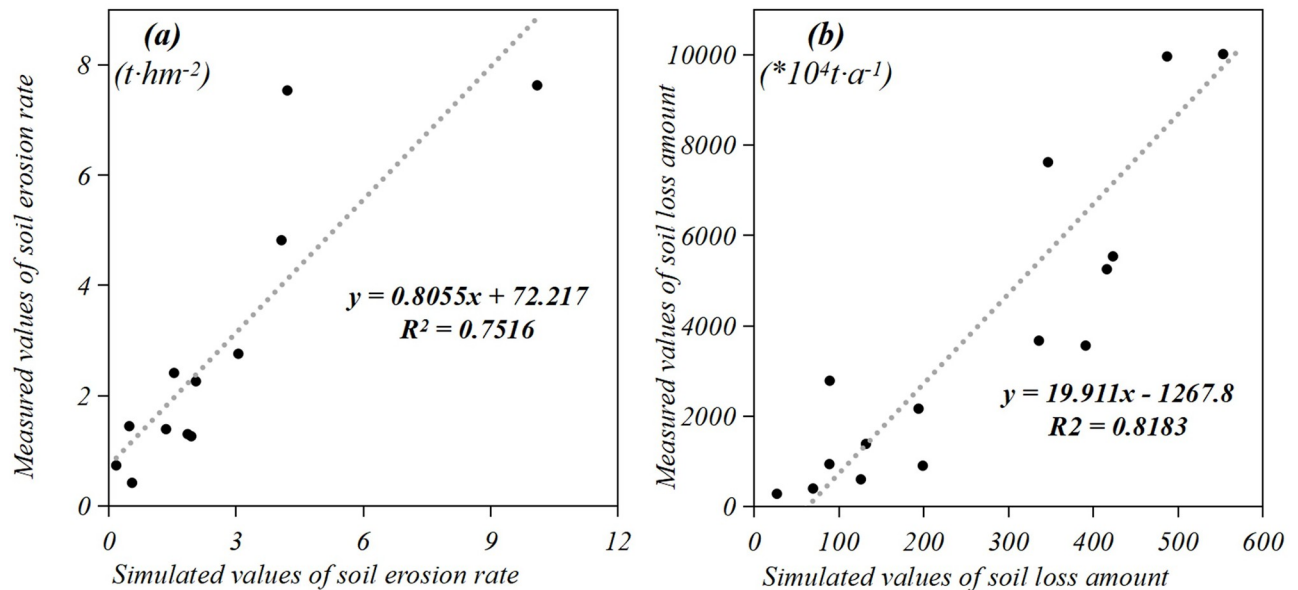 (a)
(t·hm-2)
8
6
4
2
0
0 3 6 9 12
Measured values of soil erosion rate
Simulated values of soil erosion rate
y = 0.8055x + 72.217
R² = 0.7516
(b)
(*10⁴t·a-1)
10000
8000
6000
4000
2000
0
0 100 200 300 400 500 600
Measured values of soil loss amount
Simulated values of soil loss amount
y = 19.911x - 1267.8
R2 = 0.8183